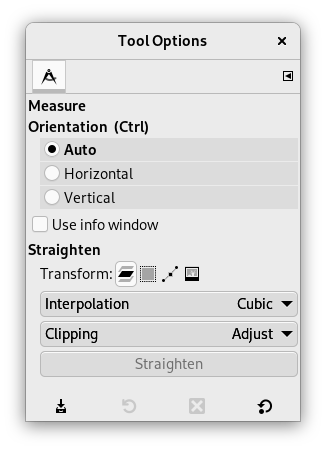 Tool Options
Measure
Orientation (Ctrl)
Auto
Horizontal
Vertical
Use info window
Straighten
Transform:
Interpolation Cubic
Clipping Adjust
Straighten